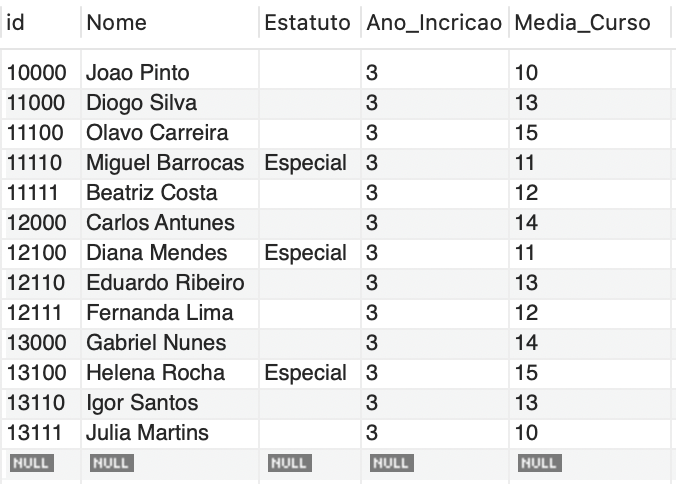 id Nome Estatuto Ano_Incricao Media_Curso
10000 Joao Pinto 3 10
11000 Diogo Silva 3 13
11100 Olavo Carreira 3 15
11110 Miguel Barrocas Especial 3 11
11111 Beatriz Costa 3 12
12000 Carlos Antunes 3 14
12100 Diana Mendes Especial 3 11
12110 Eduardo Ribeiro 3 13
12111 Fernanda Lima 3 12
13000 Gabriel Nunes 3 14
13100 Helena Rocha Especial 3 15
13110 Igor Santos 3 13
13111 Julia Martins 3 10
NULL NULL NULL NULL NULL